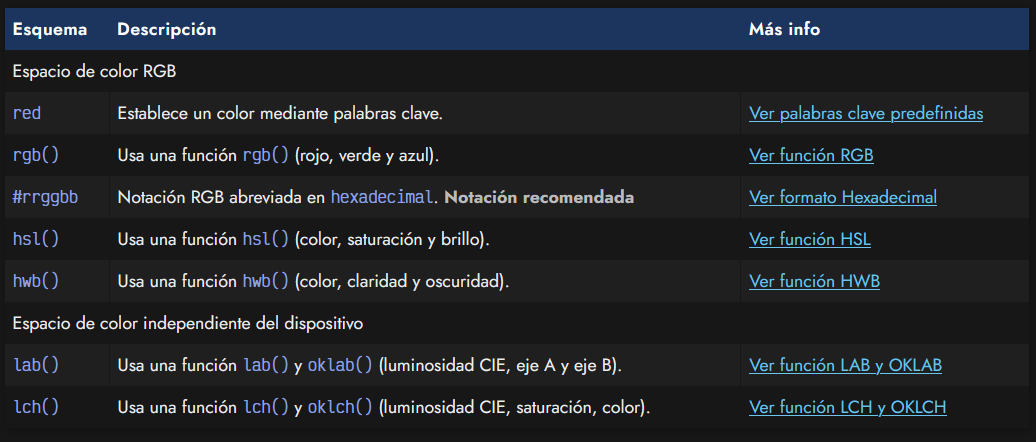 Esquema Descripción Más info
Espacio de color RGB
red Establece un color mediante palabras clave. Ver palabras clave predefinidas
rgb() Usa una función rgb() (rojo, verde y azul). Ver función RGB
#rrggbb Notación RGB abreviada en hexadecimal. Notación recomendada Ver formato Hexadecimal
hsl() Usa una función hsl() (color, saturación y brillo). Ver función HSL
hwb() Usa una función hwb() (color, claridad y oscuridad). Ver función HWB
Espacio de color independiente del dispositivo
lab() Usa una función lab() y oklab() (luminosidad CIE, eje A y eje B). Ver función LAB y OKLAB
lch() Usa una función lch() y oklch() (luminosidad CIE, saturación, color). Ver función LCH y OKLCH